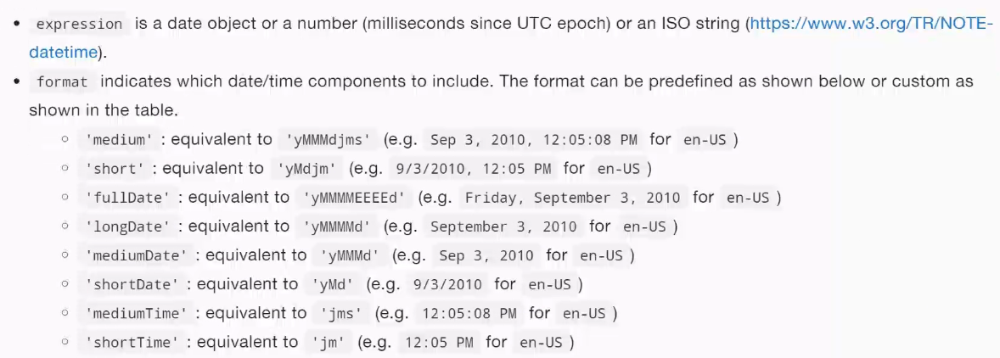 • expression is a date object or a number (milliseconds since UTC epoch) or an ISO string (https://www.w3.org/TR/NOTE-
datetime).
• format indicates which date/time components to include. The format can be predefined as shown below or custom as
shown in the table.
◦ 'medium' : equivalent to 'yMMMdjms' (e.g. Sep 3, 2010, 12:05:08 PM for en-US )
◦ 'short' : equivalent to 'yMdjm' (e.g. 9/3/2010, 12:05 PM for en-US )
◦ 'fullDate' : equivalent to 'yMMMMEEEEd' (e.g. Friday, September 3, 2010 for en-US )
◦ 'longDate' : equivalent to 'yMMMMd' (e.g. September 3, 2010 for en-US )
◦ 'mediumDate' : equivalent to 'yMMMd' (e.g. Sep 3, 2010 for en-US )
◦ 'shortDate' : equivalent to 'yMd' (e.g. 9/3/2010 for en-US )
◦ 'mediumTime' : equivalent to 'jms' (e.g. 12:05:08 PM for en-US )
◦ 'shortTime' : equivalent to 'jm' (e.g. 12:05 PM for en-US )